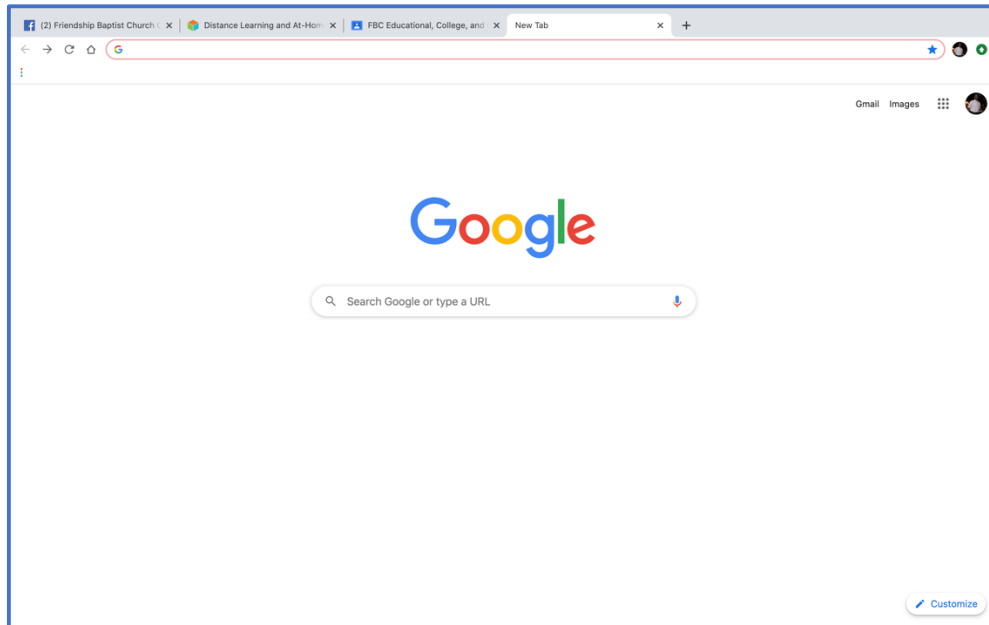 (2) Friendship Baptist Church Distance Learning and At-Hom FBC Educational, College, and New Tab
Gmail Images
Google
Search Google or type a URL
Customize